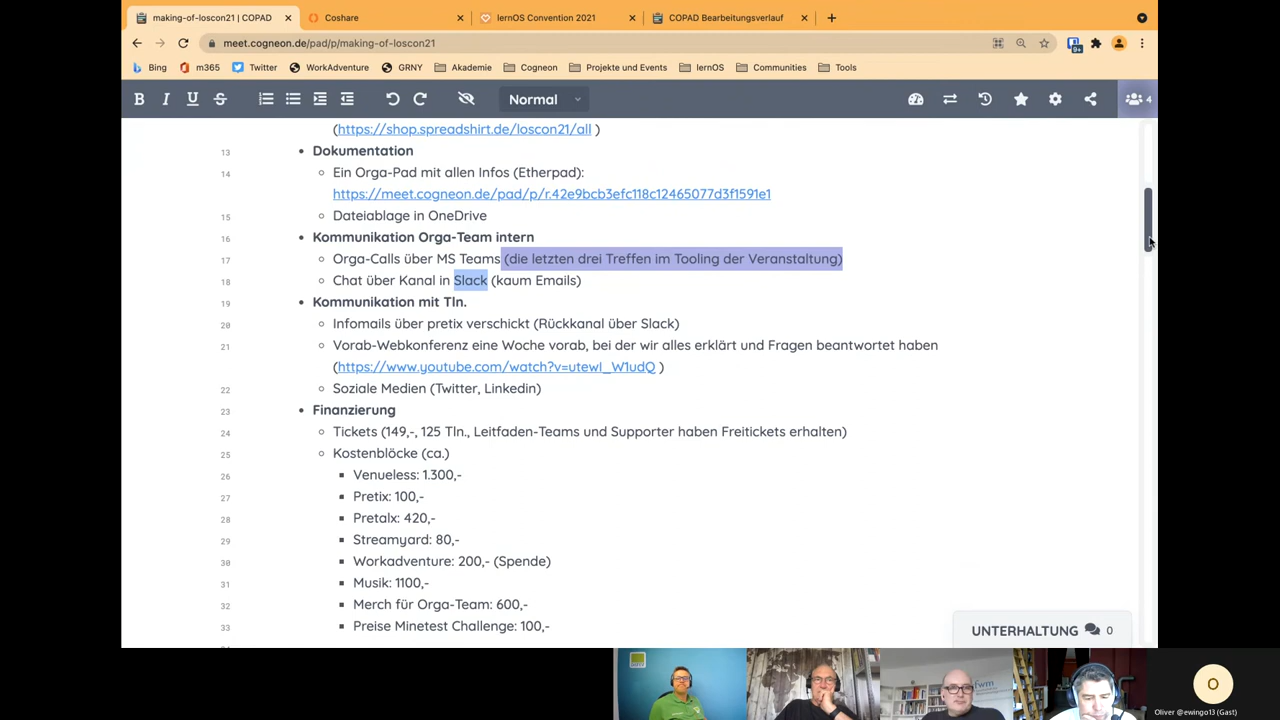 making-of-loscon21 | COPAD
Coshare
lernOS Convention 2021
COPAD Bearbeitungsverlauf
meet.cogneon.de/pad/p/making-of-loscon21
9+
Bing
m365
Twitter
WorkAdventure
GRNY
Akademie
Cogneon
Projekte und Events
lernOS
Communities
Tools
B I U S
Normal
4
(https://shop.spreadshirt.de/loscon21/all )
13 • Dokumentation
14 Ein Orga-Pad mit allen Infos (Etherpad):
https://meet.cogneon.de/pad/p/r.42e9bcb3efc118c12465077d3f1591e1
15 Dateiablage in OneDrive
16 • Kommunikation Orga-Team intern
17 Orga-Calls über MS Teams (die letzten drei Treffen im Tooling der Veranstaltung)
18 Chat über Kanal in Slack (kaum Emails)
19 • Kommunikation mit Tln.
20 Infomails über pretix verschickt (Rückkanal über Slack)
21 Vorab-Webkonferenz eine Woche vorab, bei der wir alles erklärt und Fragen beantwortet haben
(https://www.youtube.com/watch?v=utewI_W1udQ )
22 Soziale Medien (Twitter, Linkedin)
23 • Finanzierung
24 Tickets (149,-, 125 Tln., Leitfaden-Teams und Supporter haben Freitickets erhalten)
25 Kostenblöcke (ca.)
26 Venueless: 1.300,-
27 Pretix: 100,-
28 Pretalx: 420,-
29 Streamyard: 80,-
30 Workadventure: 200,- (Spende)
31 Musik: 1100,-
32 Merch für Orga-Team: 600,-
33 Preise Minetest Challenge: 100,-
UNTERHALTUNG 0
fwm
O
Oliver @ewingo13 (Gast)